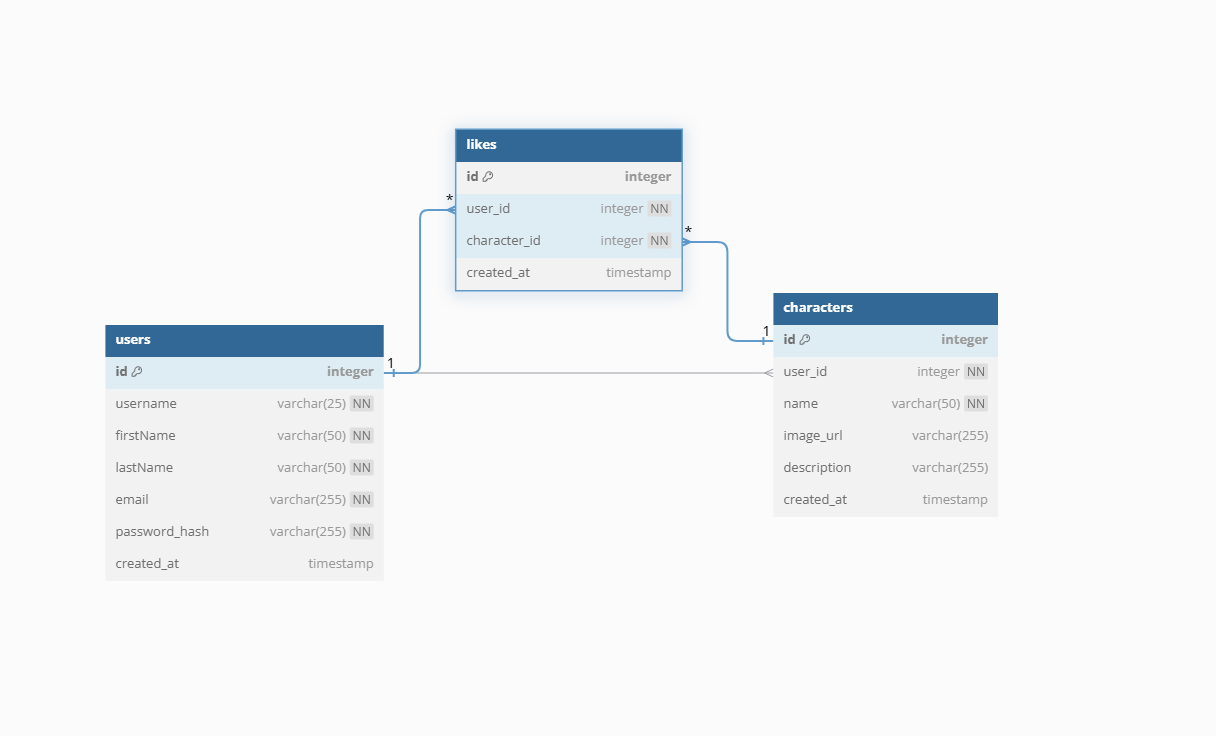 likes
id integer
* user_id integer NN
character_id integer NN *
created_at timestamp
users
id integer 1
username varchar(25) NN
firstName varchar(50) NN
lastName varchar(50) NN
email varchar(255) NN
password_hash varchar(255) NN
created_at timestamp
characters
1 id integer
user_id integer NN
name varchar(50) NN
image_url varchar(255)
description varchar(255)
created_at timestamp